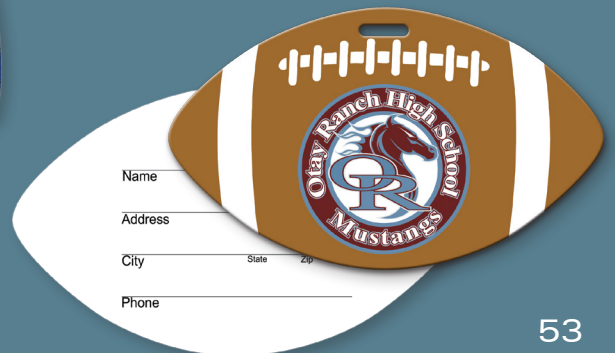 Otay Ranch High School
OR
Mustangs
Name
Address
City State Zip
Phone
53